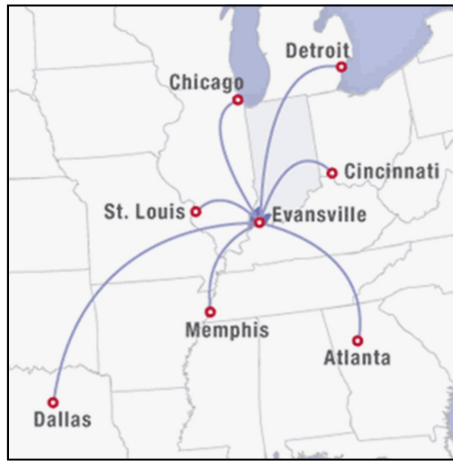 Detroit
Chicago
Cincinnati
St. Louis
Evansville
Memphis
Atlanta
Dallas